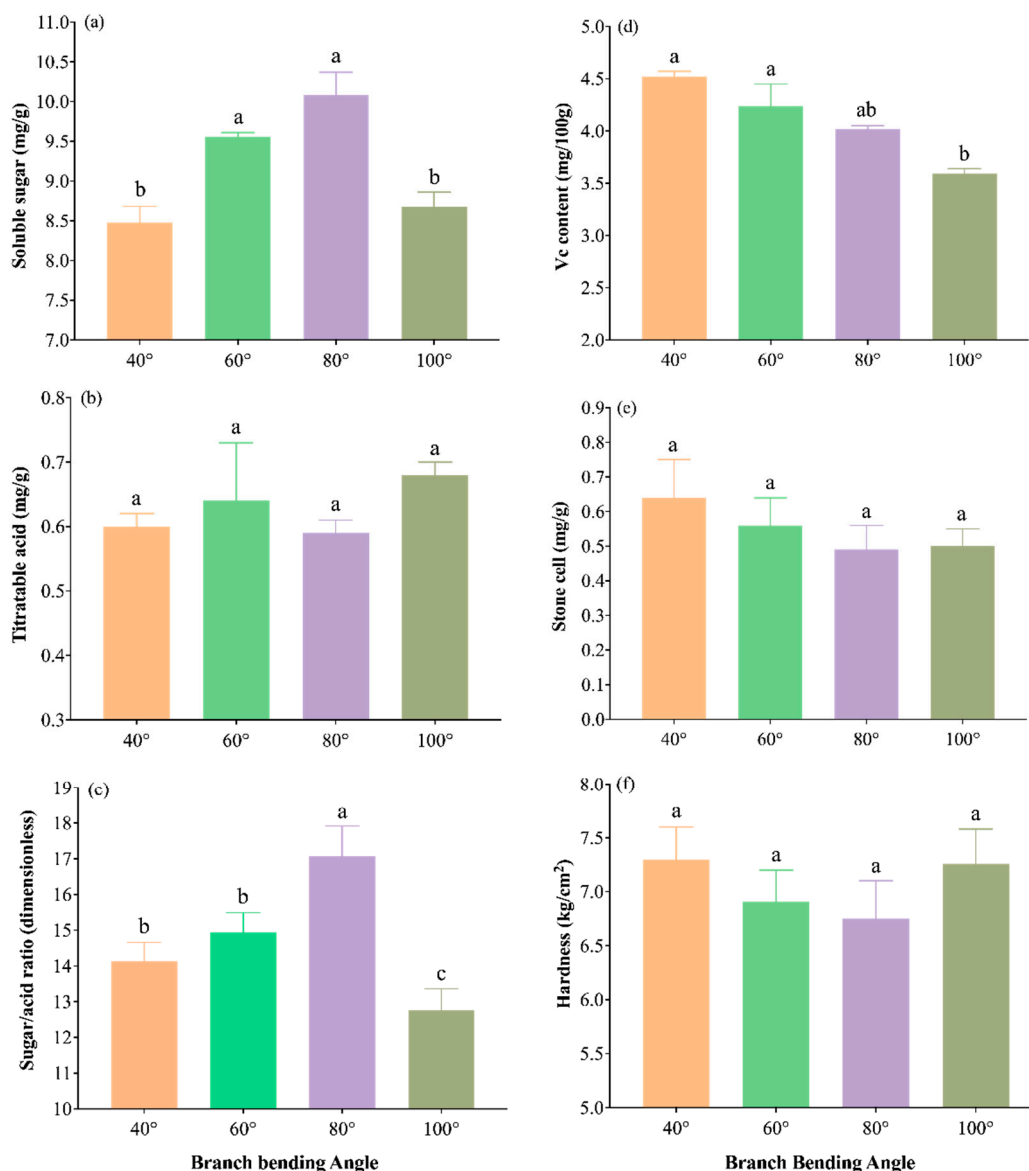 (a)
Soluble sugar (mg/g)
11.0
10.5
10.0
9.5
9.0
8.5
8.0
7.5
7.0
b
a
a
b
40°
60°
80°
100°
(d)
Vc content (mg/100g)
5.0
4.5
4.0
3.5
3.0
2.5
2.0
a
a
ab
b
40°
60°
80°
100°
(b)
Titratable acid (mg/g)
0.8
0.7
0.6
0.5
0.4
0.3
a
a
a
a
40°
60°
80°
100°
(e)
Stone cell (mg/g)
0.9
0.8
0.7
0.6
0.5
0.4
0.3
0.2
0.1
0.0
a
a
a
a
40°
60°
80°
100°
(c)
Sugar/acid ratio (dimensionless)
19
18
17
16
15
14
13
12
11
10
b
b
a
c
40°
60°
80°
100°
Branch bending Angle
(f)
Hardness (kg/cm²)
8.0
7.5
7.0
6.5
6.0
5.5
5.0
a
a
a
a
40°
60°
80°
100°
Branch Bending Angle